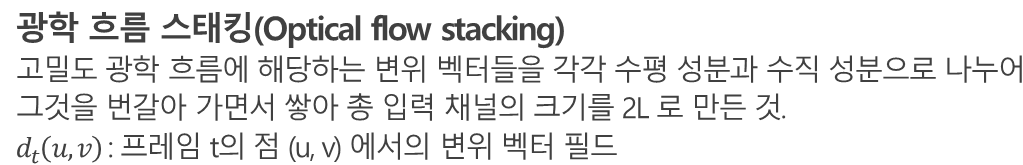 광학 흐름 스태킹(Optical flow stacking)
고밀도 광학 흐름에 해당하는 변위 벡터들을 각각 수평 성분과 수직 성분으로 나누어
그것을 번갈아 가면서 쌓아 총 입력 채널의 크기를 2L 로 만든 것.
𝑑ₜ(𝑢,𝑣) : 프레임 t의 점 (u, v) 에서의 변위 벡터 필드